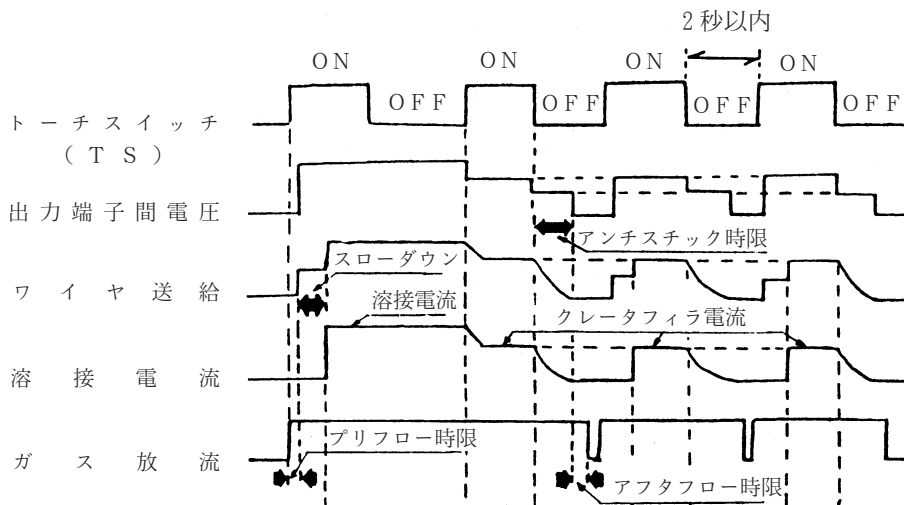 2秒以内
ON ON ON ON
OFF OFF OFF OFF
トーチスイッチ
(TS)
出力端子間電圧
アンチスチック時限
スローダウン
ワイヤ送給
溶接電流
クレータフィラ電流
溶接電流
プリフロー時限
ガス放流
アフタフロー時限